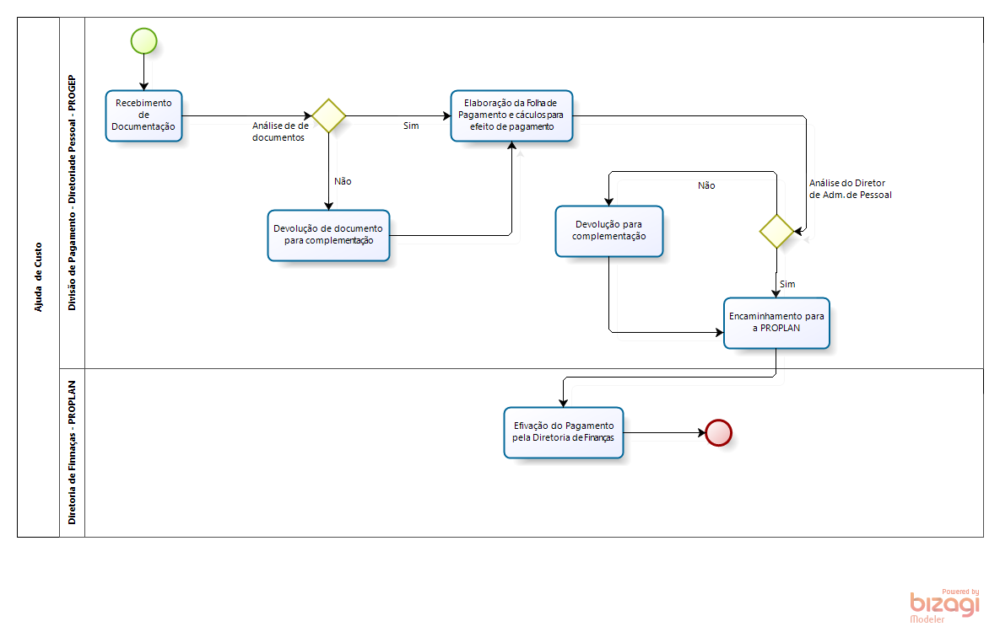 Ajuda de Custo
Divisão de Pagamento - Diretoriade Pessoal - PROGEP
Recebimento
de
Documentação
Análise de de
documentos
Sim
Elaboração da Folha de
Pagamento e cáculos para
efeito de pagamento
Não
Devolução de documento
para complementação
Análise do Diretor
de Adm. de Pessoal
Não
Devolução para
complementação
Sim
Encaminhamento para
a PROPLAN
Diretoria de Finnaças - PROPLAN
Efivação do Pagamento
pela Diretoria de Finanças
Powered by
bizagi
Modeler